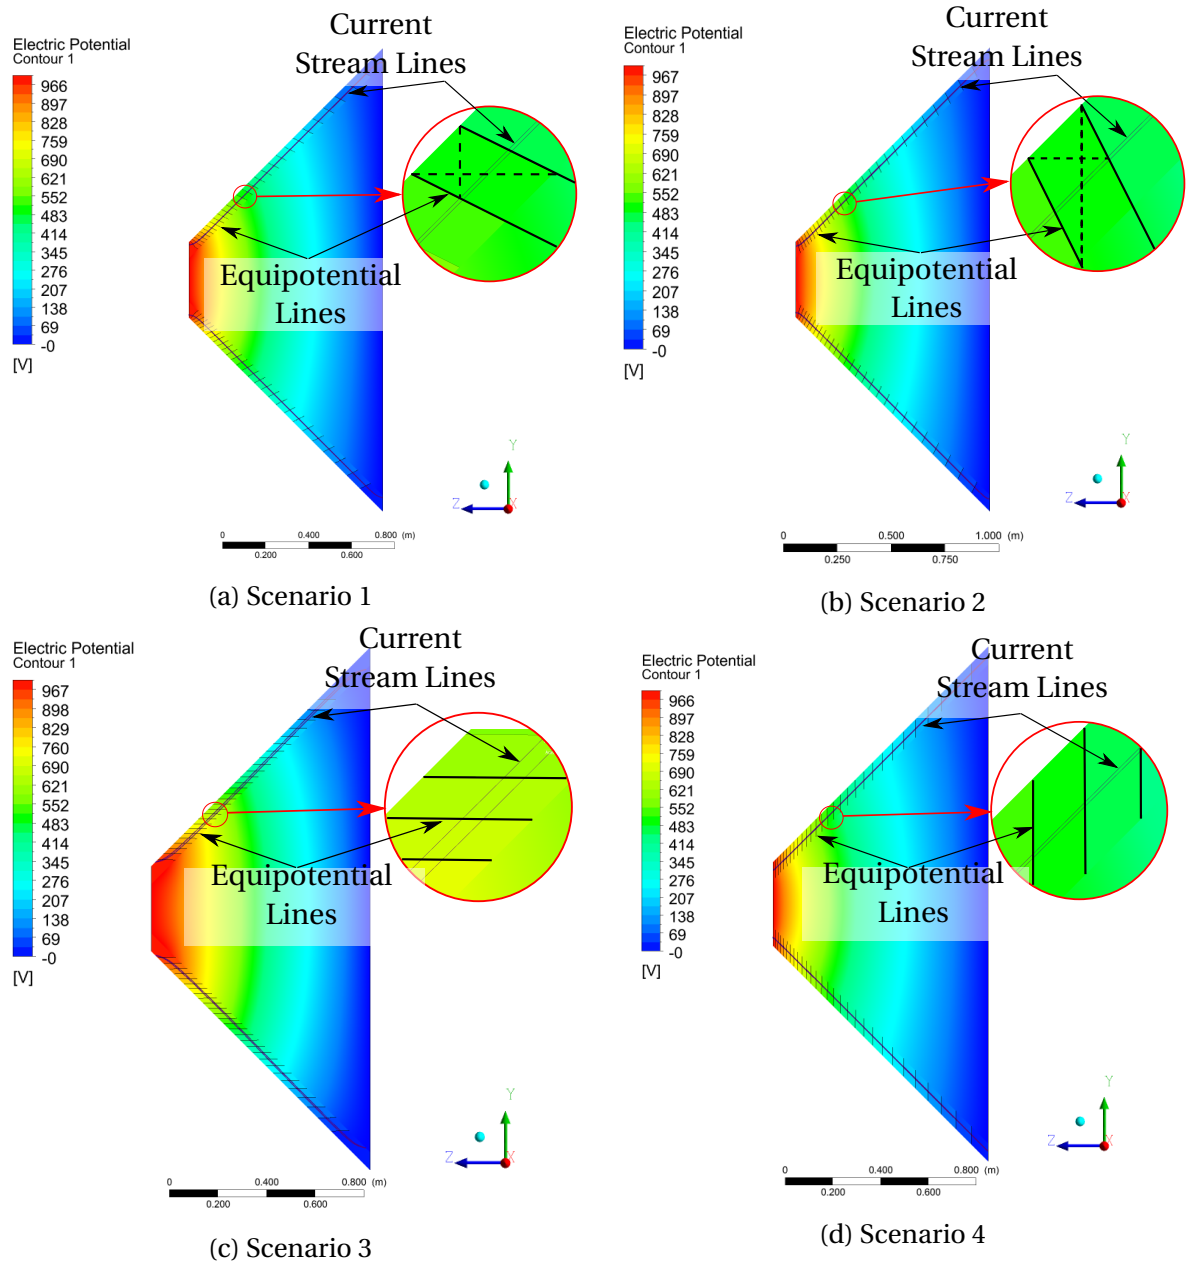 Current
Stream Lines
Electric Potential
Contour 1
966
897
828
759
690
621
552
483
414
345
276
207
138
69
-0
[V]
Equipotential
Lines
Y
Z
X
0
0.400
0.800
(m)
0.200
0.600
(a) Scenario 1
Current
Stream Lines
Electric Potential
Contour 1
967
898
828
760
690
621
552
483
414
345
276
207
138
69
-0
[V]
Equipotential
Lines
Y
Z
X
0
0.500
1.000
(m)
0.250
0.750
(b) Scenario 2
Current
Stream Lines
Electric Potential
Contour 1
967
898
829
760
690
621
552
483
414
345
276
207
138
69
-0
[V]
Equipotential
Lines
Y
Z
X
0
0.400
0.800
(m)
0.200
0.600
(c) Scenario 3
Current
Stream Lines
Electric Potential
Contour 1
966
897
828
759
690
621
552
483
414
345
276
207
138
69
-0
[V]
Equipotential
Lines
Y
Z
X
0
0.400
0.800
(m)
0.200
0.600
(d) Scenario 4